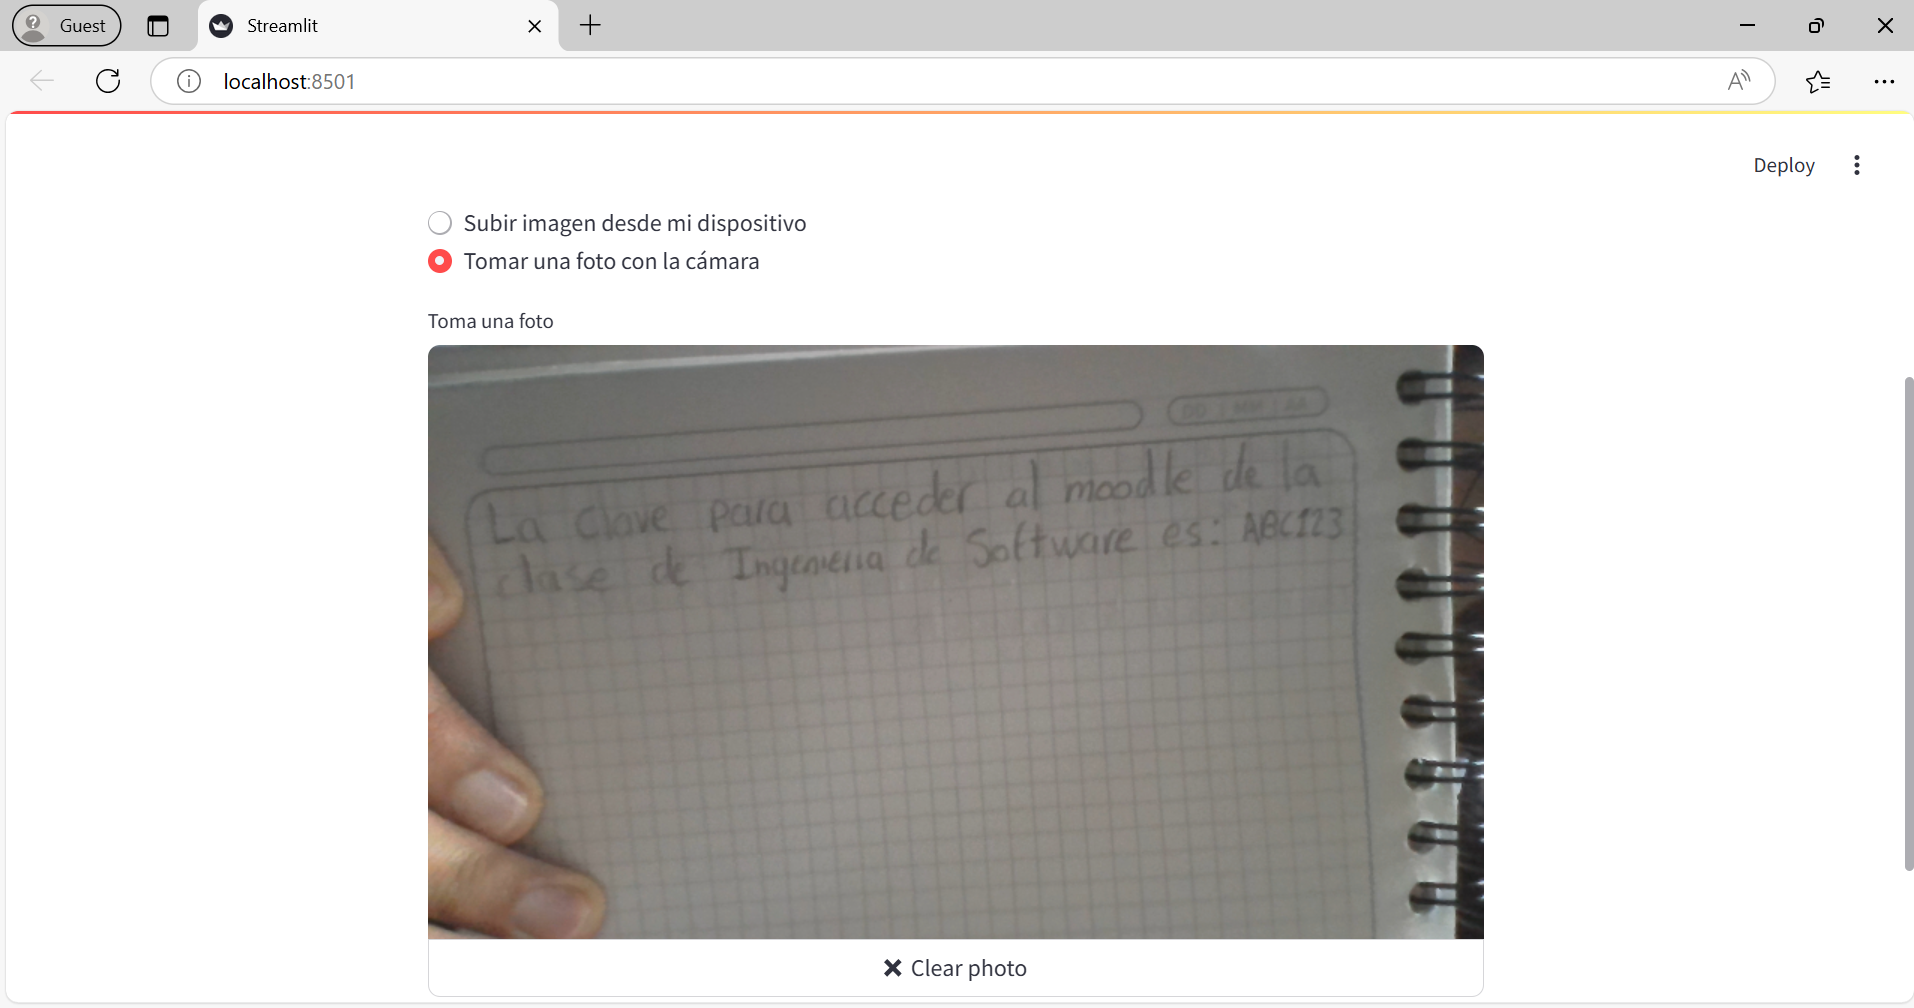 Guest
Streamlit
localhost:8501
Deploy
Subir imagen desde mi dispositivo
Tomar una foto con la cámara
Toma una foto
DD MM AA
La clave para acceder al moodle de la
clase de Ingenieria de Software es: ABC123
Clear photo